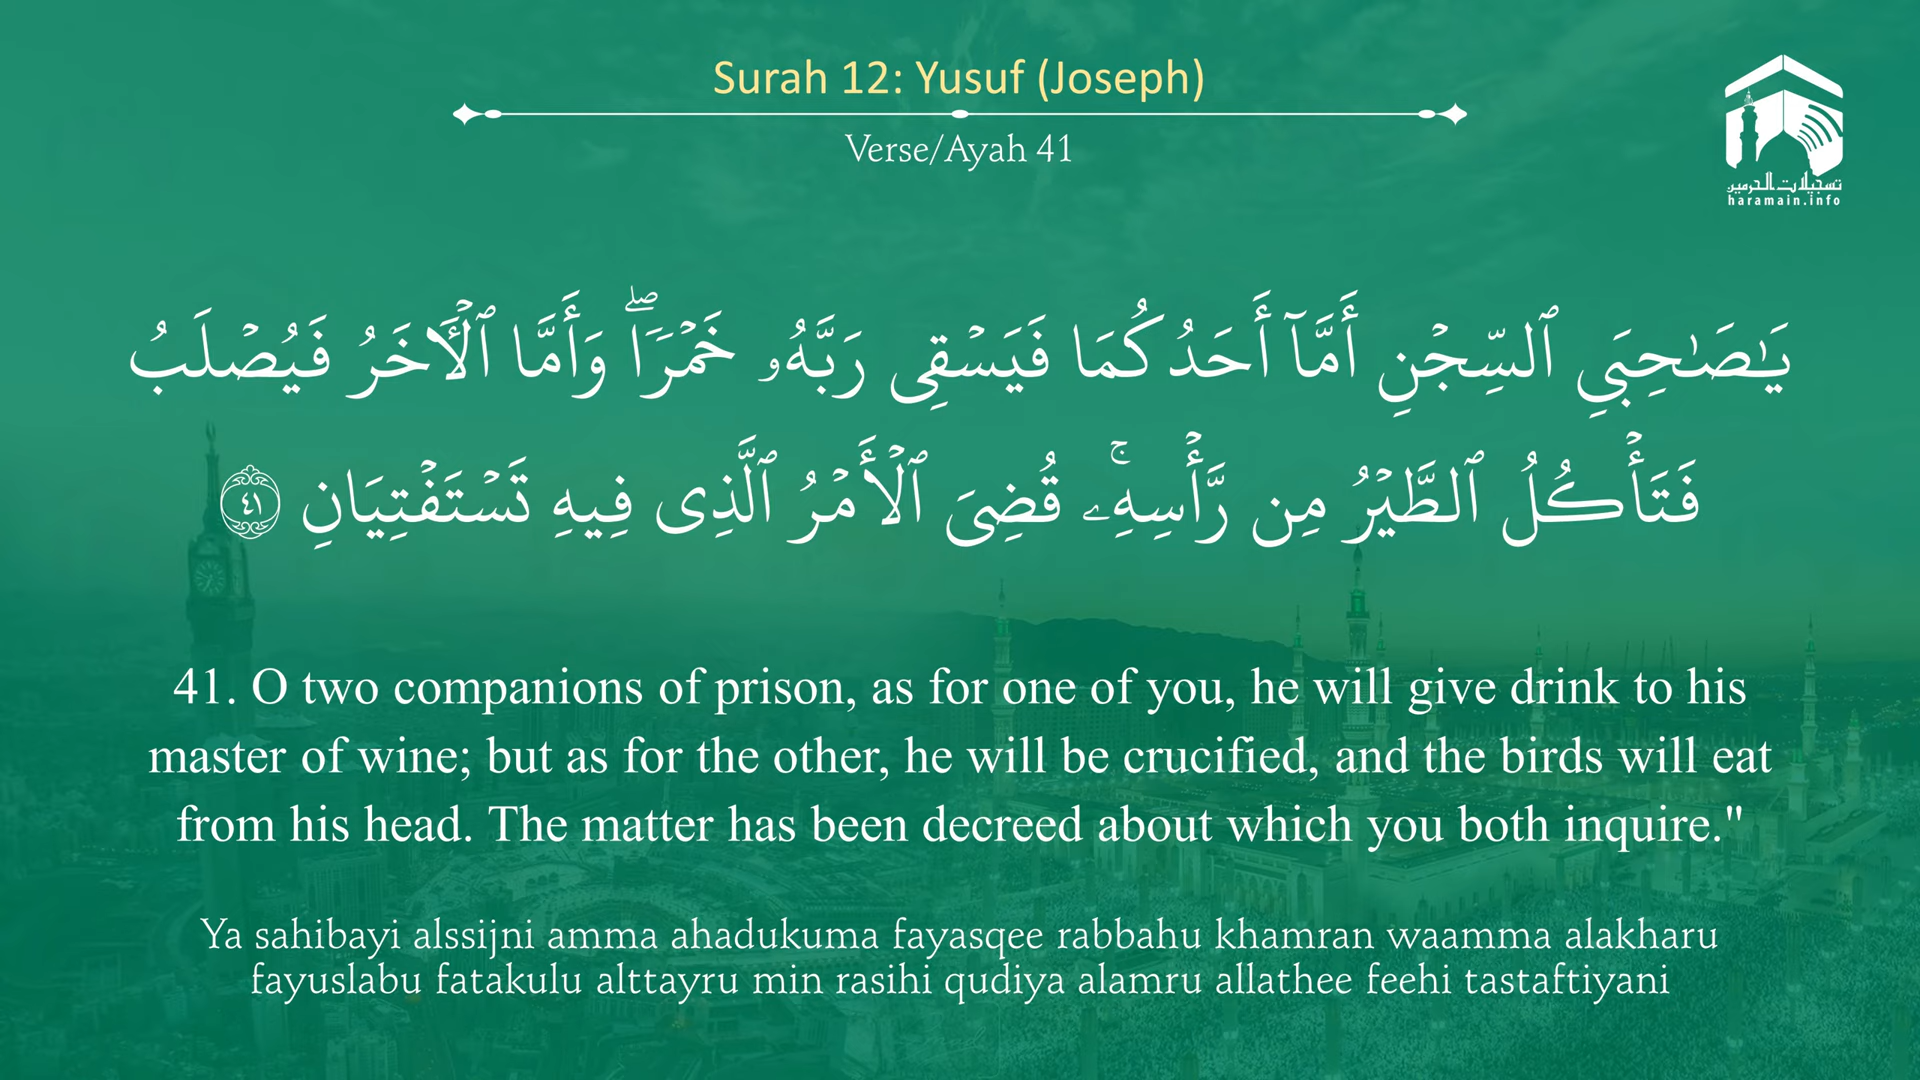 Surah 12: Yusuf (Joseph)
Verse/Ayah 41
تسجيلات الحرمين
haramain.info
يَـٰصَـٰحِبَىِ ٱلسِّجْنِ أَمَّآ أَحَدُكُمَا فَيَسْقِى رَبَّهُۥ خَمْرًۭا ۖ وَأَمَّا ٱلْـَٔاخَرُ فَيُصْلَبُ
فَتَأْكُلُ ٱلطَّيْرُ مِن رَّأْسِهِۦ ۚ قُضِىَ ٱلْأَمْرُ ٱلَّذِى فِيهِ تَسْتَفْتِيَانِ ٤١
41. O two companions of prison, as for one of you, he will give drink to his
master of wine; but as for the other, he will be crucified, and the birds will eat
from his head. The matter has been decreed about which you both inquire."
Ya sahibayi alssijni amma ahadukuma fayasqee rabbahu khamran waamma alakharu
fayuslabu fatakulu alttayru min rasihi qudiya alamru allathee feehi tastaftiyani